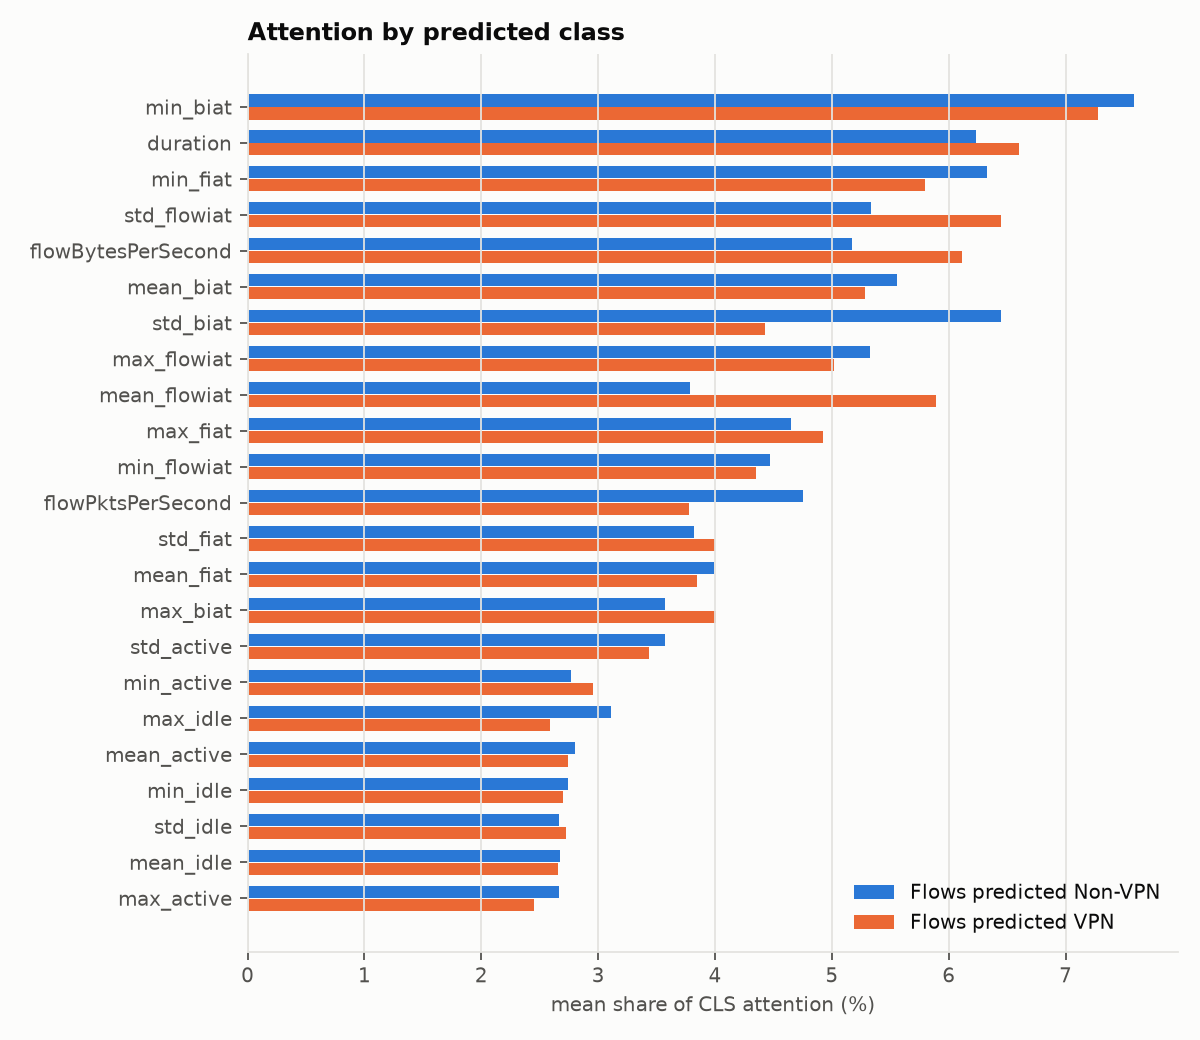 Attention by predicted class
min_biat
duration
min_fiat
std_flowiat
flowBytesPerSecond
mean_biat
std_biat
max_flowiat
mean_flowiat
max_fiat
min_flowiat
flowPktsPerSecond
std_fiat
mean_fiat
max_biat
std_active
min_active
max_idle
mean_active
min_idle
std_idle
mean_idle
max_active
Flows predicted Non-VPN
Flows predicted VPN
0 1 2 3 4 5 6 7
mean share of CLS attention (%)